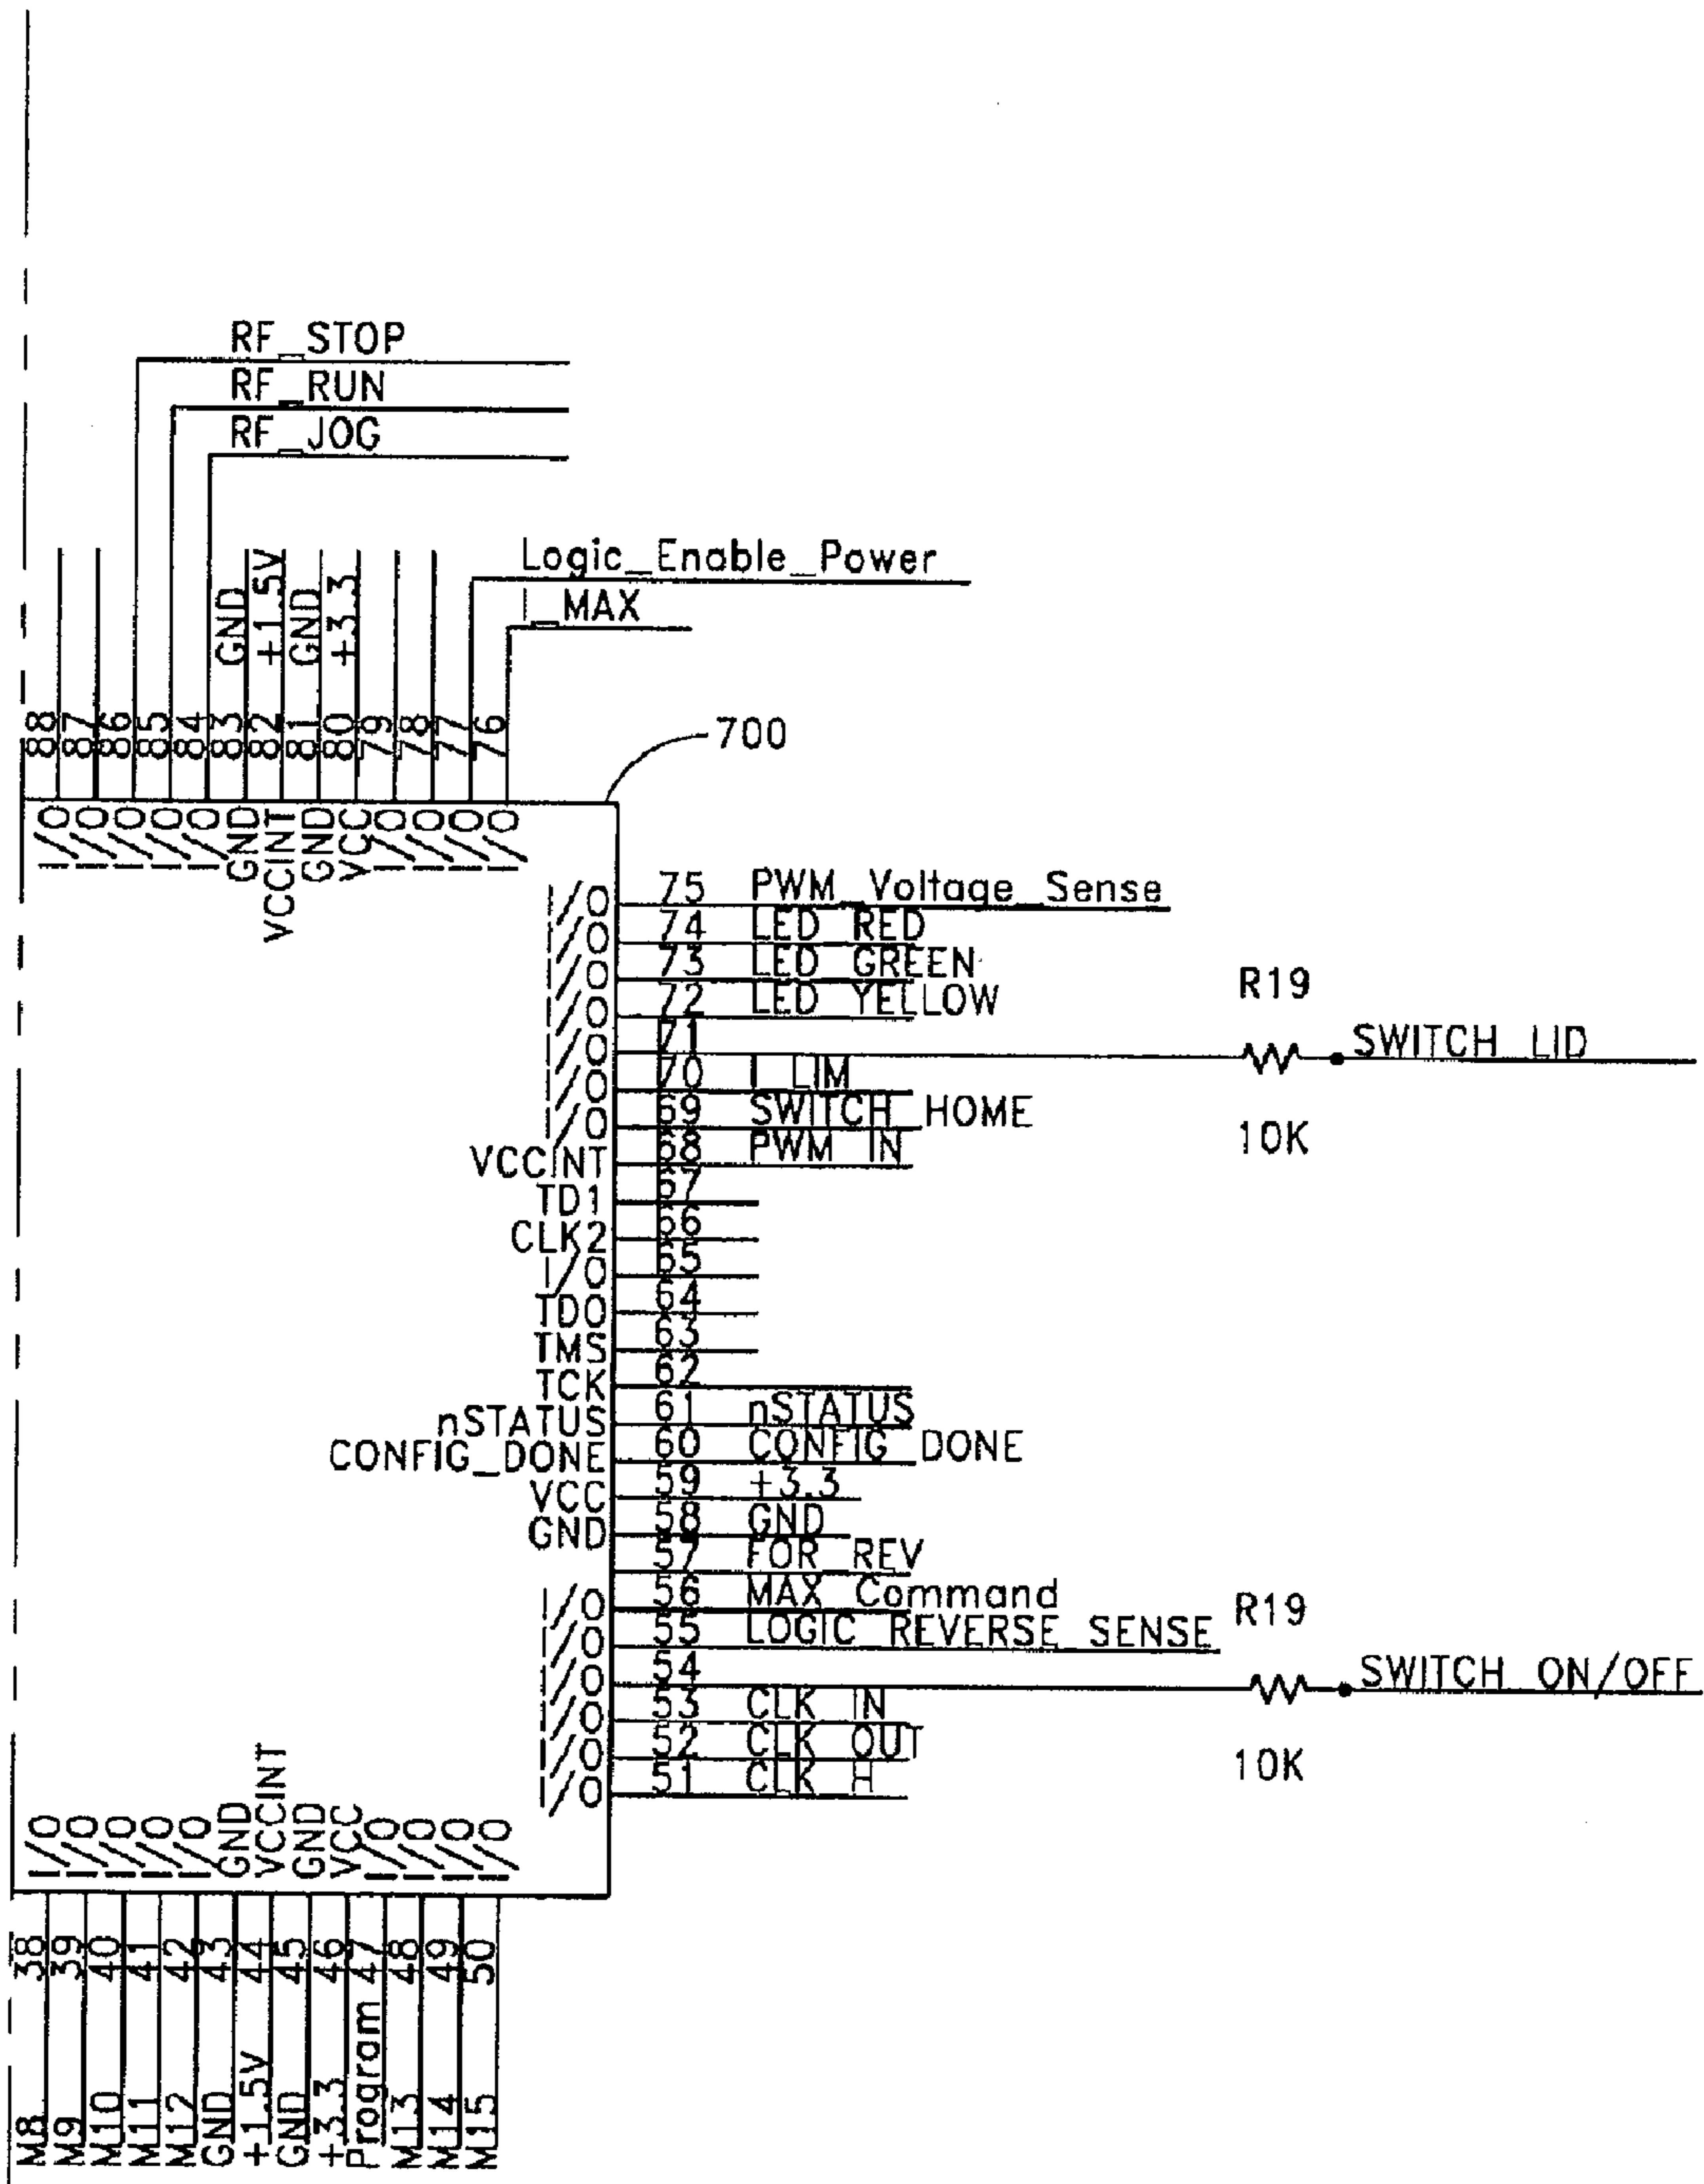 RF_STOP
RF_RUN
RF_JOG
Logic_Enable_Power
I_MAX
GND
+1.5V
GND
+3.3
88
87
86
85
84
83
82
81
80
79
78
77
76
700
I/O
I/O
I/O
I/O
I/O
GND
VCCINT
GND
VCC
I/O
I/O
I/O
I/O
I/O 75 PWM_Voltage_Sense
I/O 74 LED_RED
I/O 73 LED_GREEN
I/O 72 LED_YELLOW
R19
I/O 71 SWITCH_LID
I/O 70 I_LIM
I/O 69 SWITCH_HOME
10K
VCCINT 68 PWM_IN
TD1 67
CLK2 66
I/O 65
TDO 64
TMS 63
TCK 62
nSTATUS 61 nSTATUS
CONFIG_DONE 60 CONFIG_DONE
VCC 59 +3.3
GND 58 GND
57 FOR_REV
I/O 56 MAX_Command
I/O 55 LOGIC_REVERSE_SENSE
R19
I/O 54 SWITCH_ON/OFF
I/O 53 CLK_IN
I/O 52 CLK_OUT
10K
I/O 51 CLK_H
I/O
I/O
I/O
I/O
I/O
GND
VCCINT
GND
VCC
I/O
I/O
I/O
I/O
M8 38
M9 39
M10 40
M11 41
M12 42
GND 43
+1.5V 44
GND 45
+3.3 46
Program 47
M13 48
M14 49
M15 50